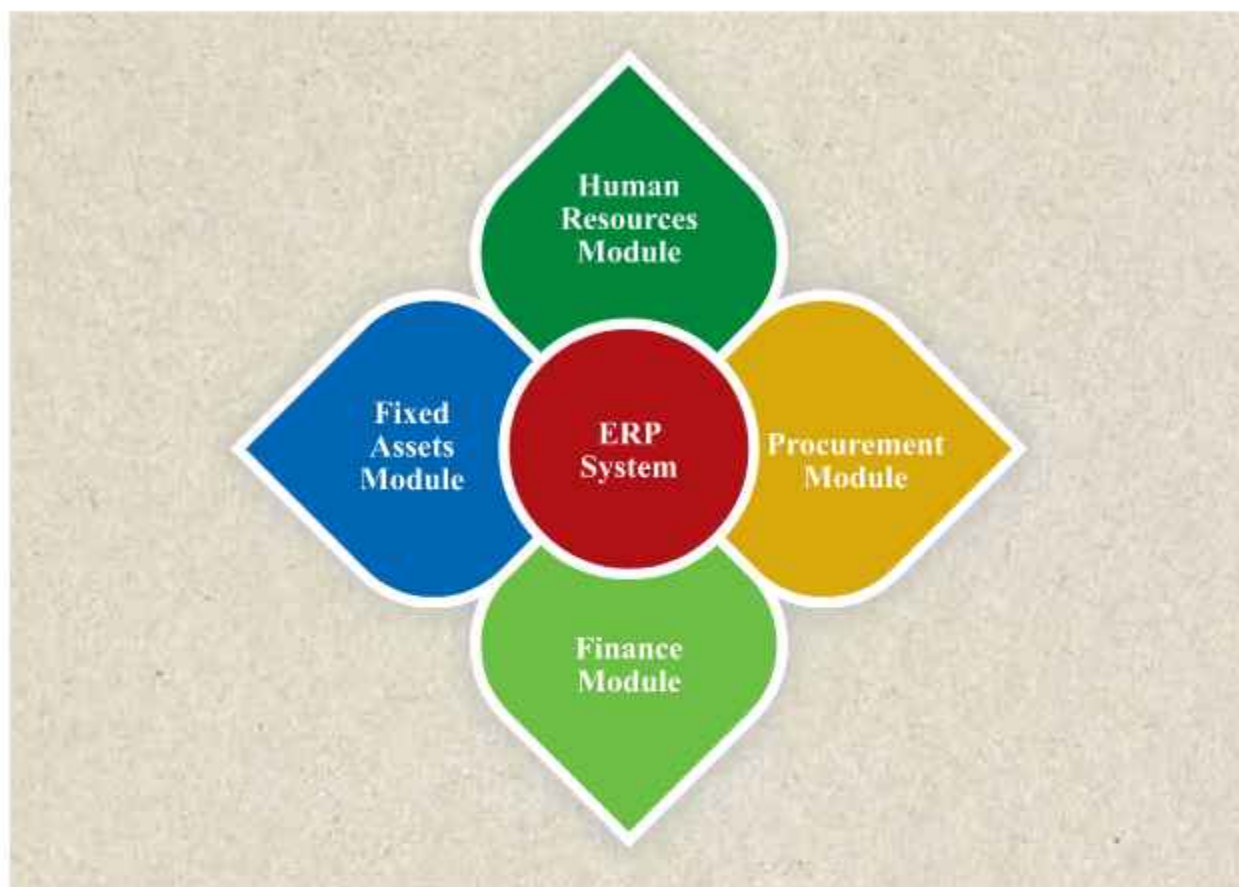 Human
Resources
Module
Fixed
Assets
Module
ERP
System
Procurement
Module
Finance
Module